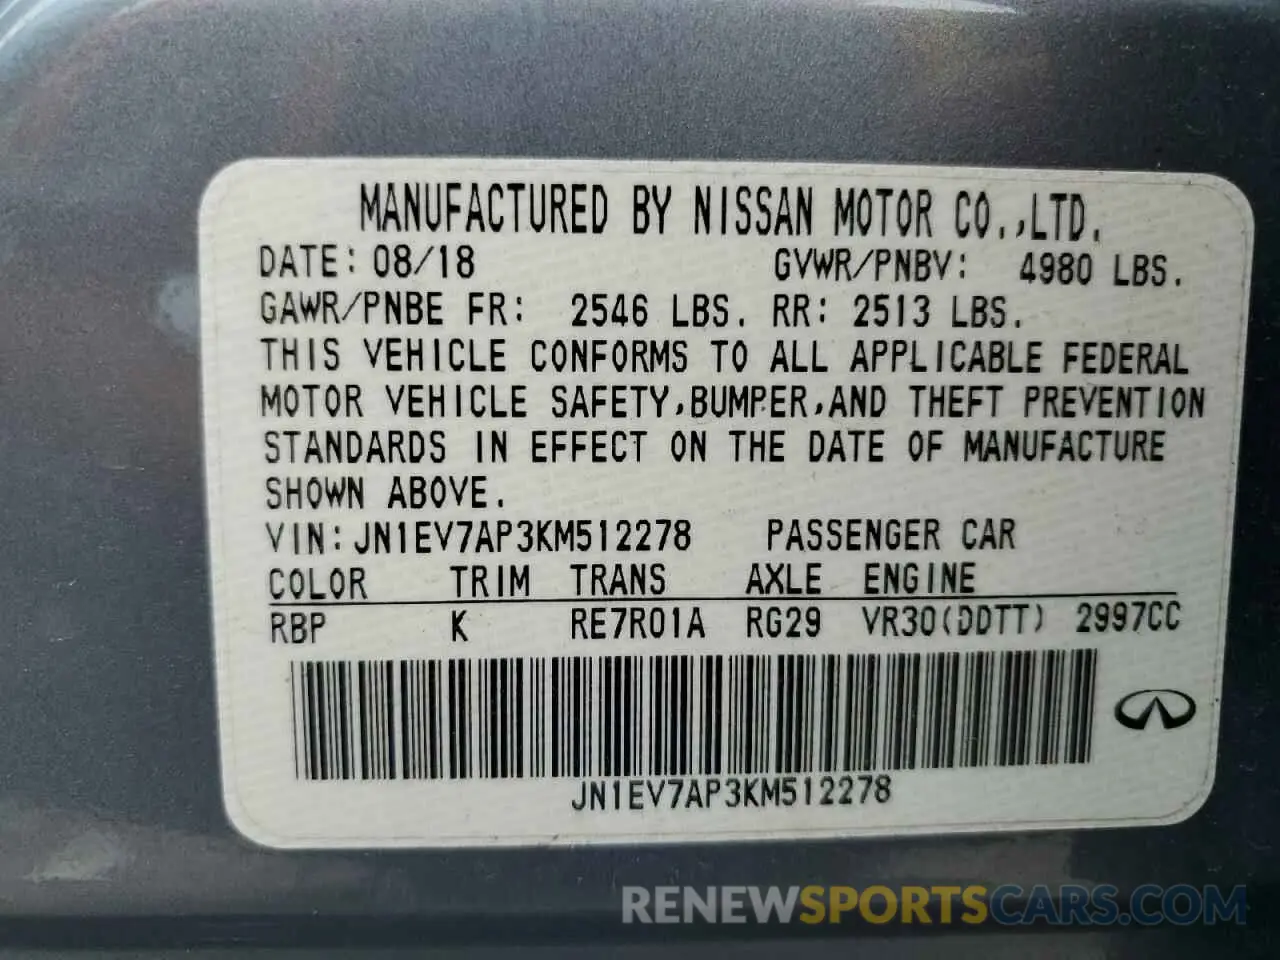 MANUFACTURED BY NISSAN MOTOR CO.,LTD.
DATE: 08/18 GVWR/PNBV: 4980 LBS.
GAWR/PNBE FR: 2546 LBS. RR: 2513 LBS.
THIS VEHICLE CONFORMS TO ALL APPLICABLE FEDERAL
MOTOR VEHICLE SAFETY,BUMPER,AND THEFT PREVENTION
STANDARDS IN EFFECT ON THE DATE OF MANUFACTURE
SHOWN ABOVE.
VIN:JN1EV7AP3KM512278 PASSENGER CAR
COLOR TRIM TRANS AXLE ENGINE
RBP K RE7R01A RG29 VR30(DDTT) 2997CC
JN1EV7AP3KM512278
RENEWSPORTSCARS.COM